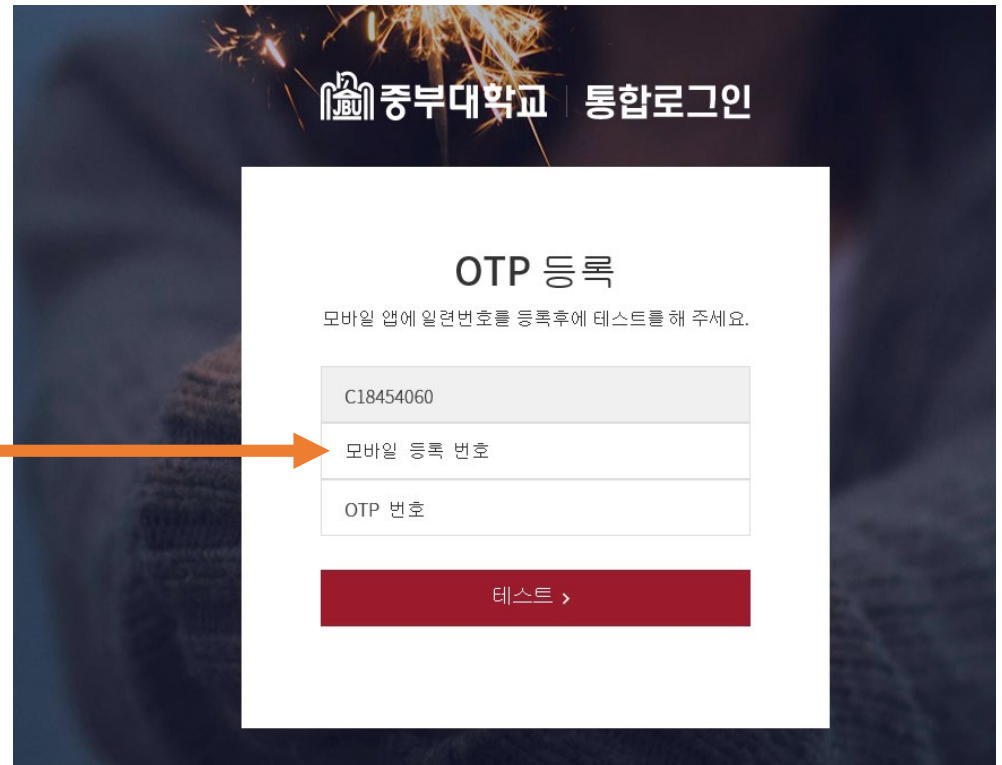 JBU 중부대학교 | 통합로그인
OTP 등록
모바일 앱에 일련번호를 등록후에 테스트를 해 주세요.
C18454060
모바일 등록 번호
OTP 번호
테스트 >